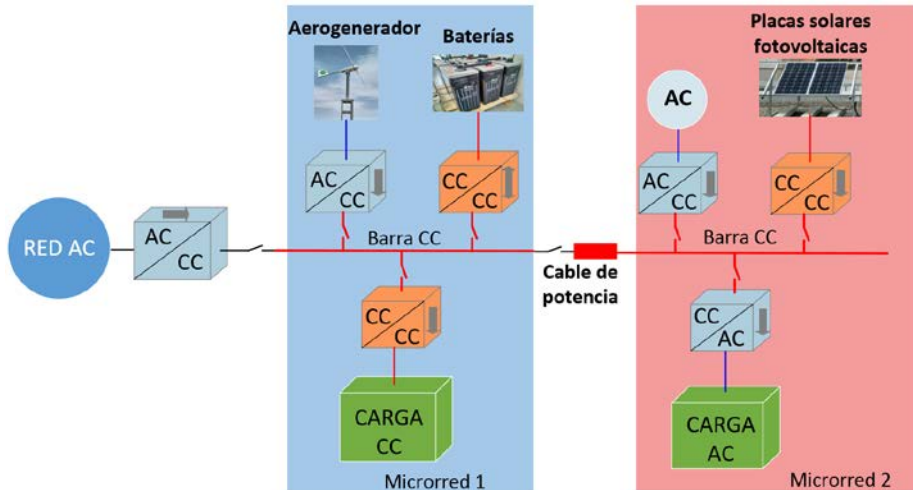 Aerogenerador
Baterías
Placas solares
fotovoltaicas
AC
AC
CC
CC
CC
AC
CC
CC
CC
RED AC
AC
CC
Barra CC
Barra CC
Cable de
potencia
CC
CC
CC
AC
CARGA
CC
CARGA
AC
Microrred 1
Microrred 2